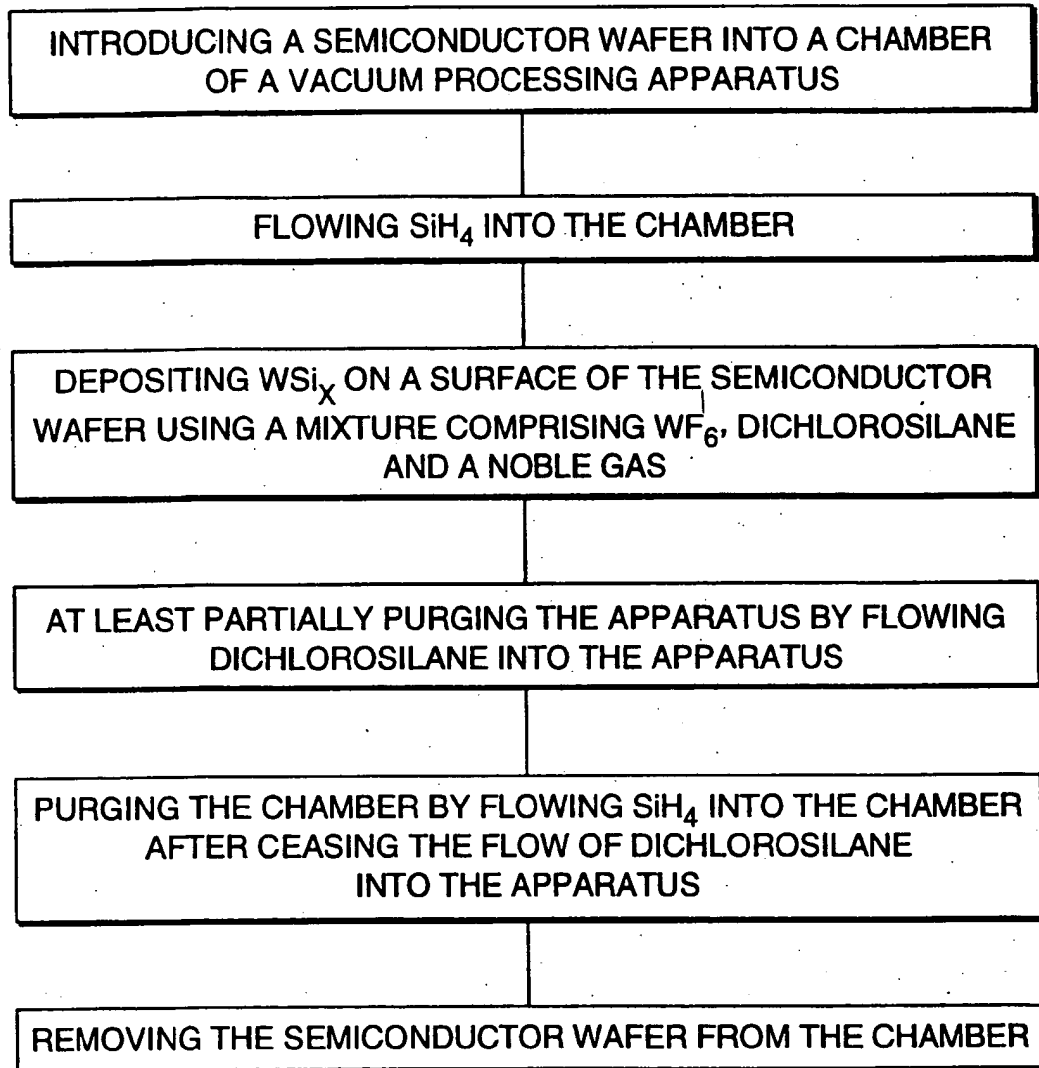 INTRODUCING A SEMICONDUCTOR WAFER INTO A CHAMBER
OF A VACUUM PROCESSING APPARATUS
FLOWING SiH₄ INTO THE CHAMBER
DEPOSITING WSiₓ ON A SURFACE OF THE SEMICONDUCTOR
WAFER USING A MIXTURE COMPRISING WF₆, DICHLOROSILANE
AND A NOBLE GAS
AT LEAST PARTIALLY PURGING THE APPARATUS BY FLOWING
DICHLOROSILANE INTO THE APPARATUS
PURGING THE CHAMBER BY FLOWING SiH₄ INTO THE CHAMBER
AFTER CEASING THE FLOW OF DICHLOROSILANE
INTO THE APPARATUS
REMOVING THE SEMICONDUCTOR WAFER FROM THE CHAMBER